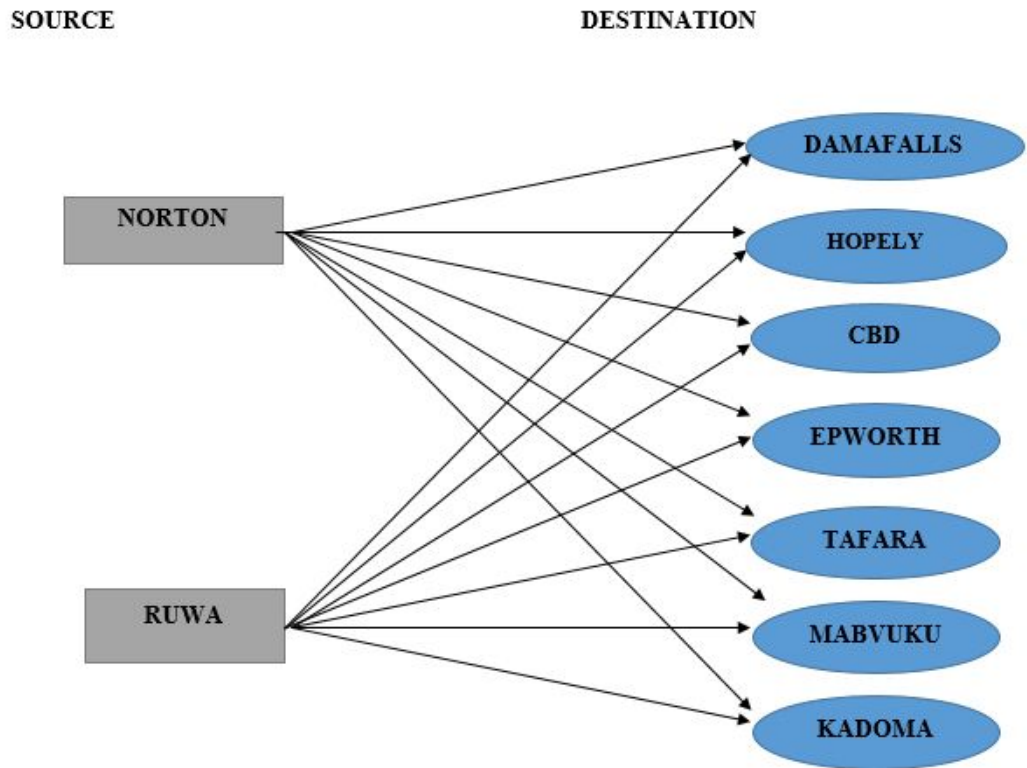 SOURCE
DESTINATION
NORTON
RUWA
DAMAFALLS
HOPELY
CBD
EPWORTH
TAFARA
MABVUKU
KADOMA